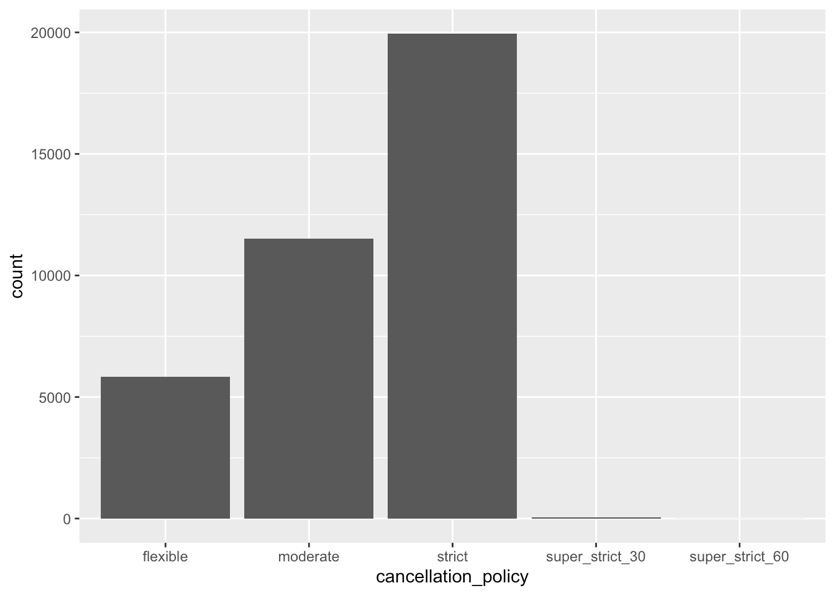 20000
15000
10000
5000
0
count
flexible moderate strict super_strict_30 super_strict_60
cancellation_policy